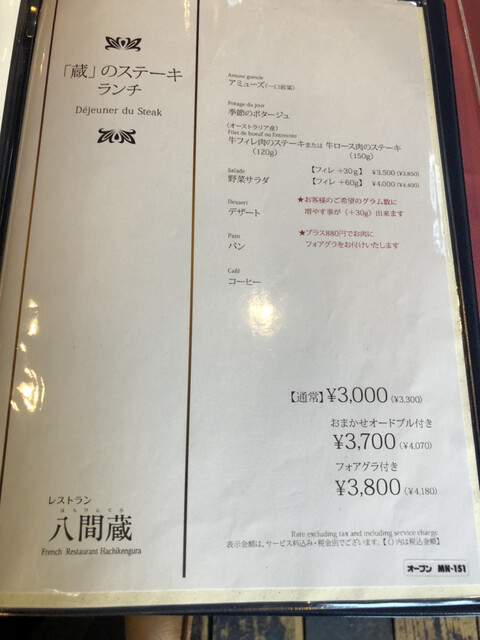 「蔵」のステーキ
ランチ
Déjeuner du Steak
Amuse gueule
アミューズ(一口前菜)
Potage du jour
季節のポタージュ
(オーストラリア産)
Filet de boeuf ou Entrecote
牛フィレ肉のステーキまたは 牛ロース肉のステーキ
(120g) (150g)
Salade 【フィレ +30g】 ¥3,500 (¥3,850)
野菜サラダ 【フィレ +60g】 ¥4,000 (¥4,400)
Dessert
デザート
★お客様のご希望のグラム数に
増やす事が(+30g)出来ます
Pain
パン
★プラス880円でお肉に
フォアグラをお付けいたします
Café
コーヒー
【通常】¥3,000 (¥3,300)
おまかせオードブル付き
¥3,700 (¥4,070)
フォアグラ付き
¥3,800 (¥4,180)
レストラン
はちけんぐら
八間蔵
French Restaurant Hachikengura
Rate excluding tax and including service charge
表示金額は、サービス料込み・税金別でございます。【( )内は税込金額】
オープン MN-151